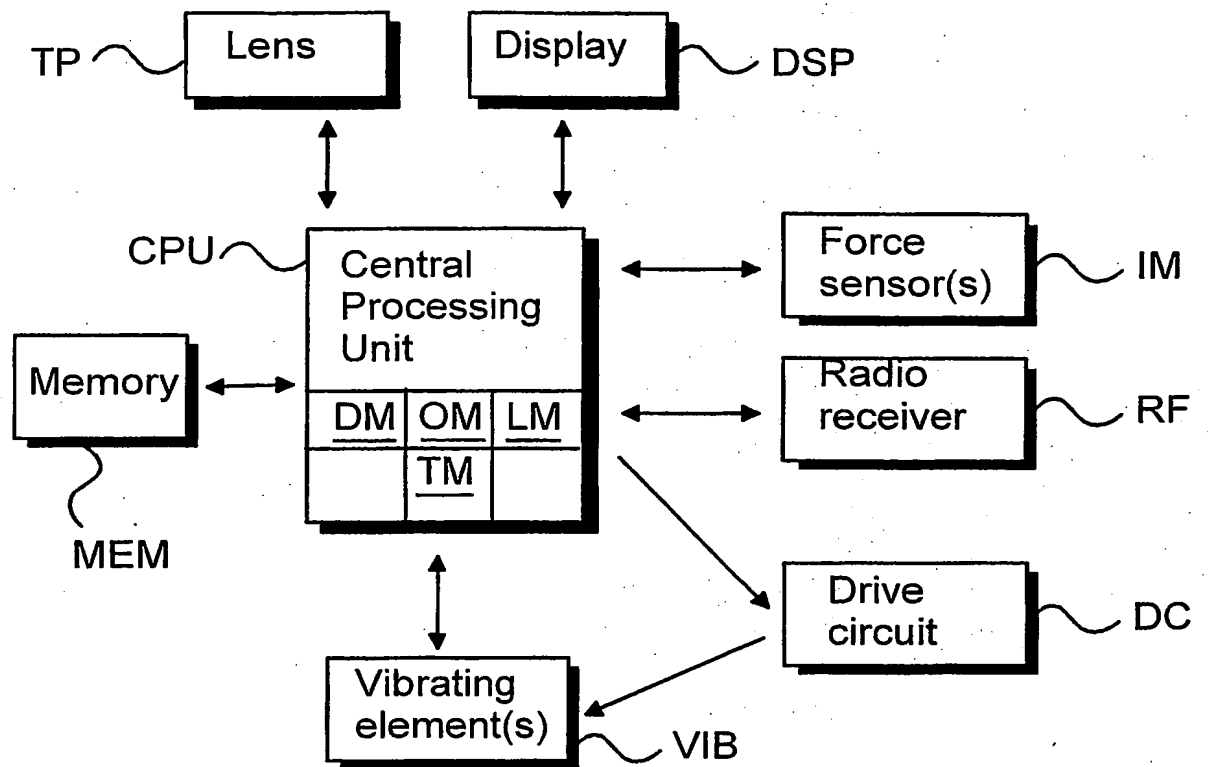 TP
Lens
Display
DSP
CPU
Central
Processing
Unit
Force
sensor(s)
IM
Memory
MEM
DM OM LM
TM
Radio
receiver
RF
Drive
circuit
DC
Vibrating
element(s)
VIB